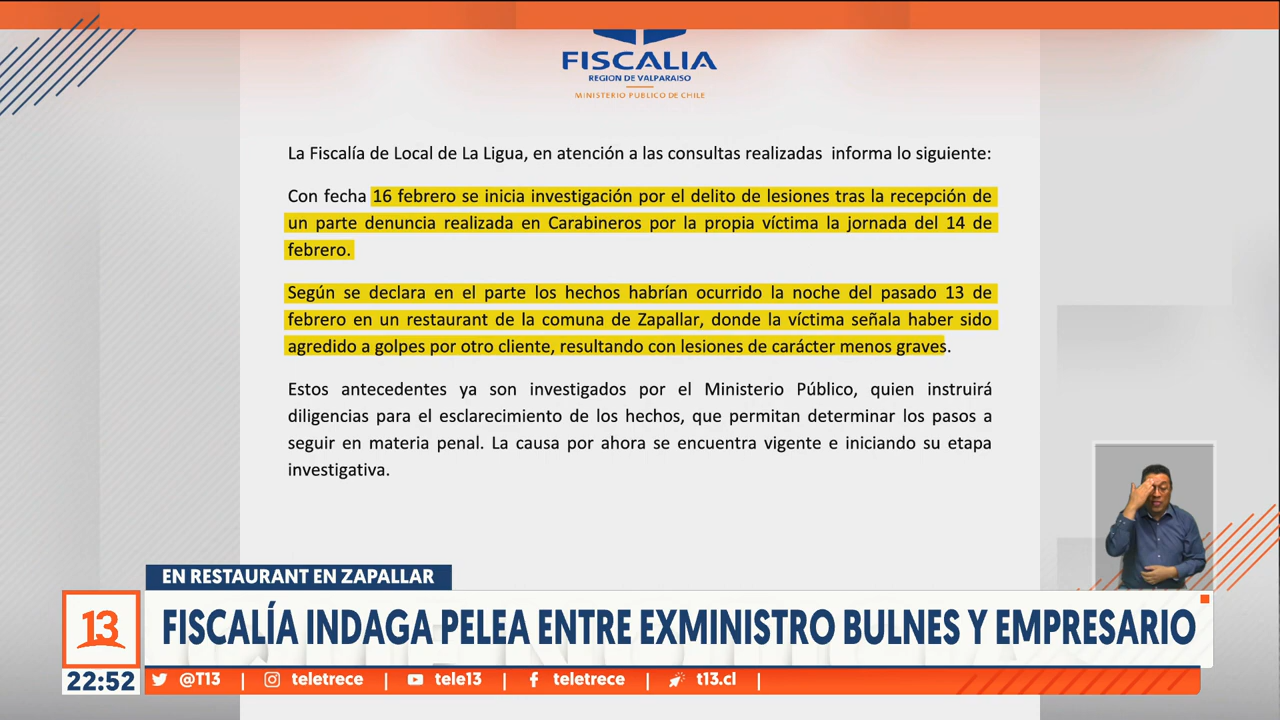 FISCALIA
REGION DE VALPARAISO
MINISTERIO PUBLICO DE CHILE
La Fiscalía de Local de La Ligua, en atención a las consultas realizadas informa lo siguiente:
Con fecha 16 febrero se inicia investigación por el delito de lesiones tras la recepción de
un parte denuncia realizada en Carabineros por la propia víctima la jornada del 14 de
febrero.
Según se declara en el parte los hechos habrían ocurrido la noche del pasado 13 de
febrero en un restaurant de la comuna de Zapallar, donde la víctima señala haber sido
agredido a golpes por otro cliente, resultando con lesiones de carácter menos graves.
Estos antecedentes ya son investigados por el Ministerio Público, quien instruirá
diligencias para el esclarecimiento de los hechos, que permitan determinar los pasos a
seguir en materia penal. La causa por ahora se encuentra vigente e iniciando su etapa
investigativa.
EN RESTAURANT EN ZAPALLAR
13
FISCALÍA INDAGA PELEA ENTRE EXMINISTRO BULNES Y EMPRESARIO
22:52
@T13 | teletrece | tele13 | teletrece | t13.cl |